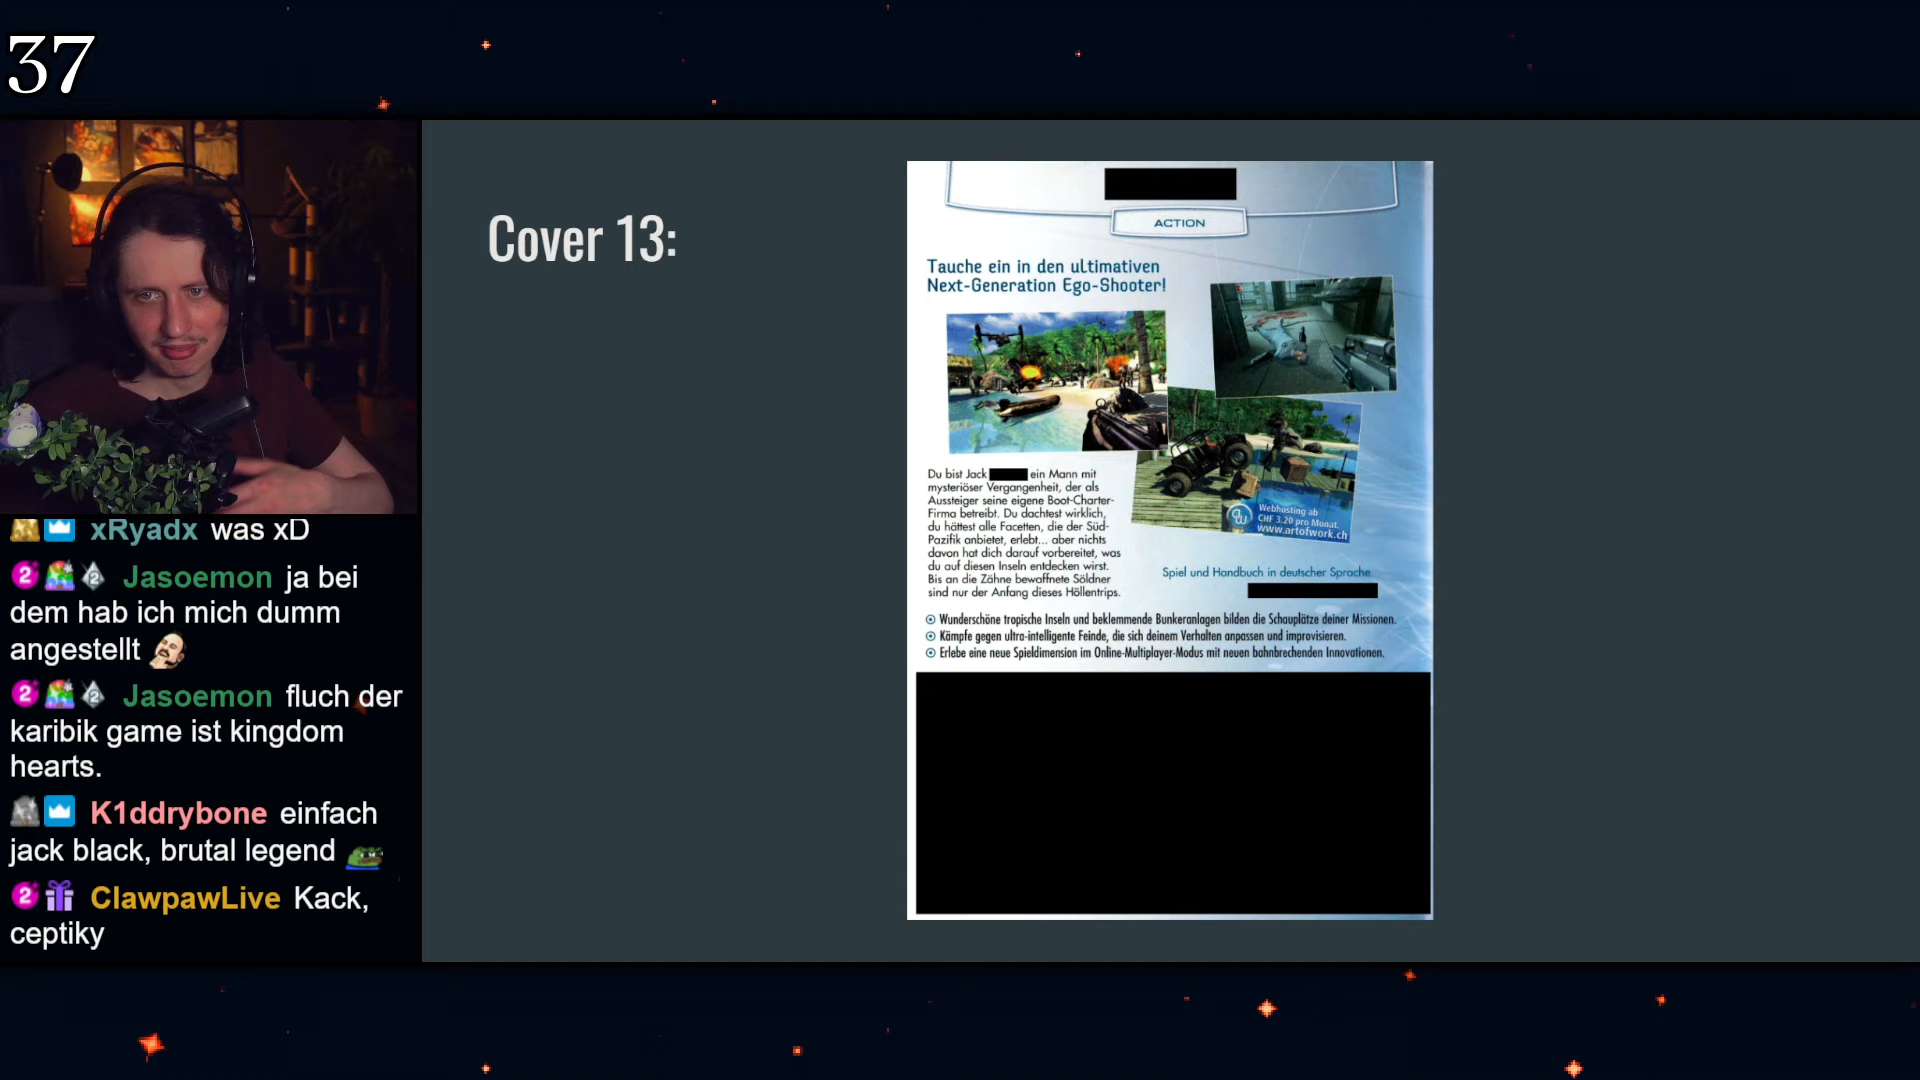 37
xRyadx was xD
Jasoemon ja bei
dem hab ich mich dumm
angestellt
Jasoemon fluch der
karibik game ist kingdom
hearts.
K1ddrybone einfach
jack black, brutal legend
ClawpawLive Kack,
ceptiky
Cover 13:
ACTION
Tauche ein in den ultimativen
Next-Generation Ego-Shooter!
Du bist Jack ein Mann mit
mysteriöser Vergangenheit, der als
Aussteiger seine eigene Boot-Charter-
Firma betreibt. Du dachtest wirklich,
du hättest alle Facetten, die der Süd-
Pazifik anbietet, erlebt... aber nichts
davon hat dich darauf vorbereitet, was
du auf diesen Inseln entdecken wirst.
Bis an die Zähne bewaffnete Söldner
sind nur der Anfang dieses Höllentrips.
Webhosting ab
CHF 3.20 pro Monat.
www.artofwork.ch
Spiel und Handbuch in deutscher Sprache
Wunderschöne tropische Inseln und beklemmende Bunkeranlagen bilden die Schauplätze deiner Missionen.
Kämpfe gegen ultra-intelligente Feinde, die sich deinem Verhalten anpassen und improvisieren.
Erlebe eine neue Spieldimension im Online-Multiplayer-Modus mit neuen bahnbrechenden Innovationen.